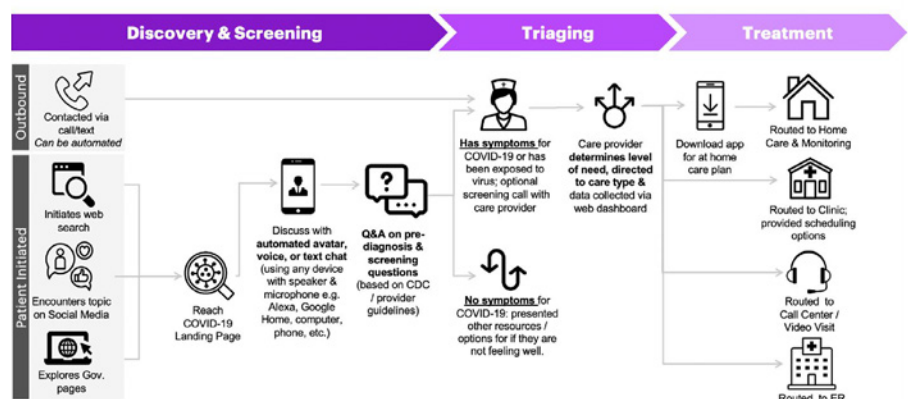 Discovery & Screening
Triaging
Treatment
Outbound
Contacted via
call/text
Can be automated
Patient Initiated
Initiates web
search
Encounters topic
on Social Media
Explores Gov.
pages
Reach
COVID-19
Landing Page
Discuss with
automated avatar,
voice, or text chat
(using any device
with speaker &
microphone e.g.
Alexa, Google
Home, computer,
phone, etc.)
Q&A on pre-
diagnosis &
screening
questions
(based on CDC
/ provider
guidelines)
Has symptoms for
COVID-19 or has
been exposed to
virus; optional
screening call with
care provider
No symptoms for
COVID-19: presented
other resources /
options for if they are
not feeling well.
Care provider
determines level
of need, directed
to care type &
data collected via
web dashboard
Download app
for at home
care plan
Routed to Home
Care & Monitoring
Routed to Clinic;
provided scheduling
options
Routed to
Call Center /
Video Visit
Routed to ER